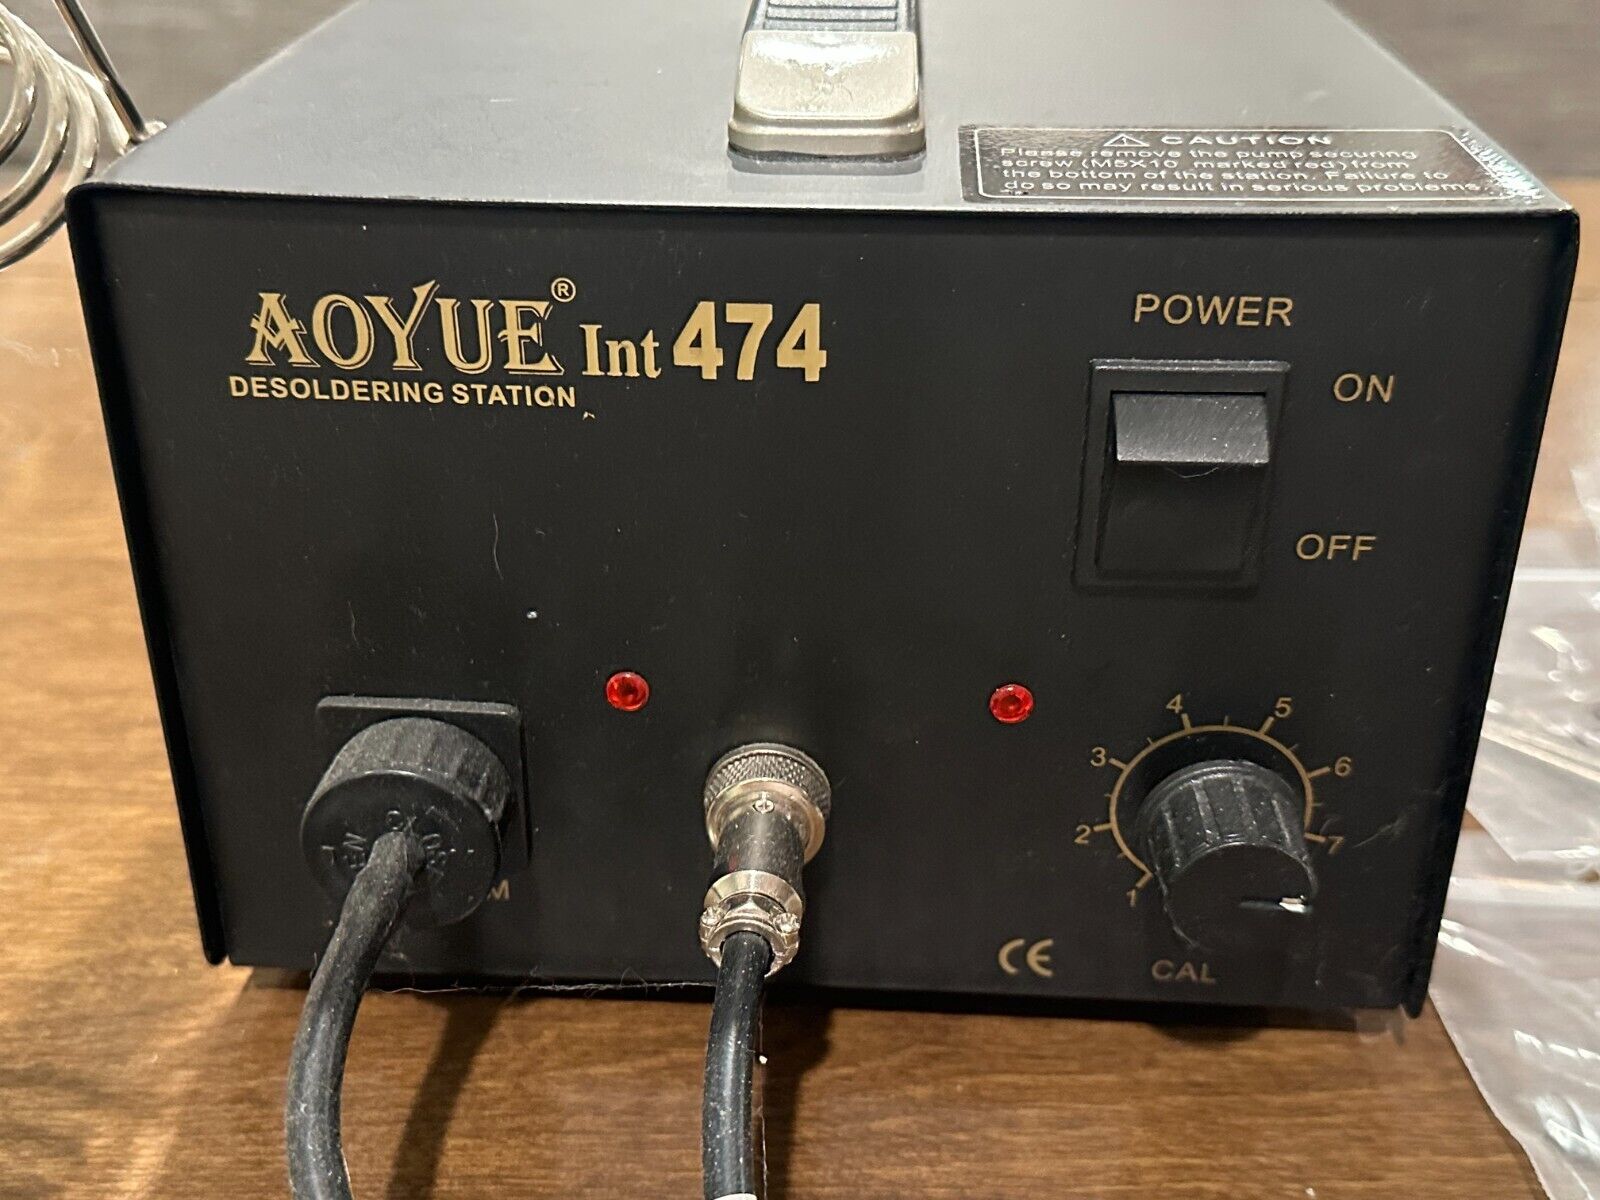 ⚠ CAUTION
Please remove the pump securing
screw (M5X10 marked red) from
the bottom of the station. Failure to
do so may result in serious problems.
AOYUE® Int 474
DESOLDERING STATION
POWER
ON
OFF
4 5
3 6
2 7
1
M
CE
CAL